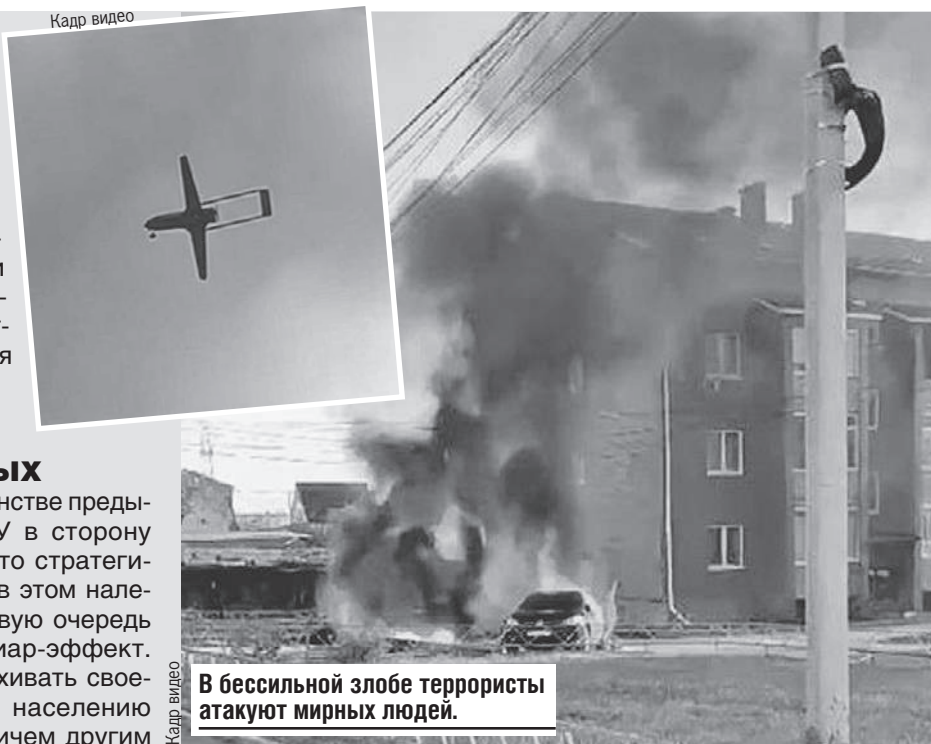 Кадр видео
и
-
-
я
ых
нстве преды-
У в сторону
то стратеги-
в этом нале-
вую очередь
иар-эффект.
хивать свое-
населению
ичем другим
Кадр видео
В бессильной злобе террористы
атакуют мирных людей.